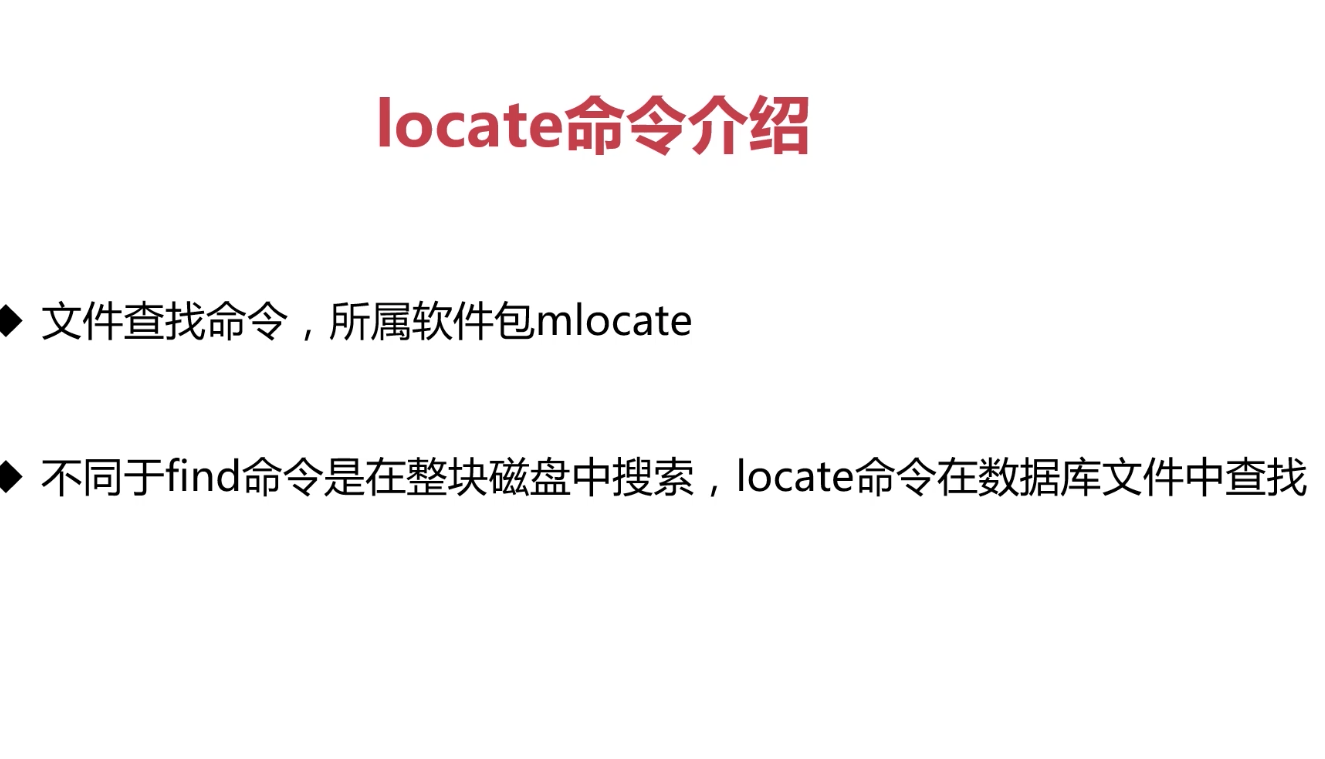 locate命令介绍
◆ 文件查找命令，所属软件包mlocate
◆ 不同于find命令是在整块磁盘中搜索，locate命令在数据库文件中查找